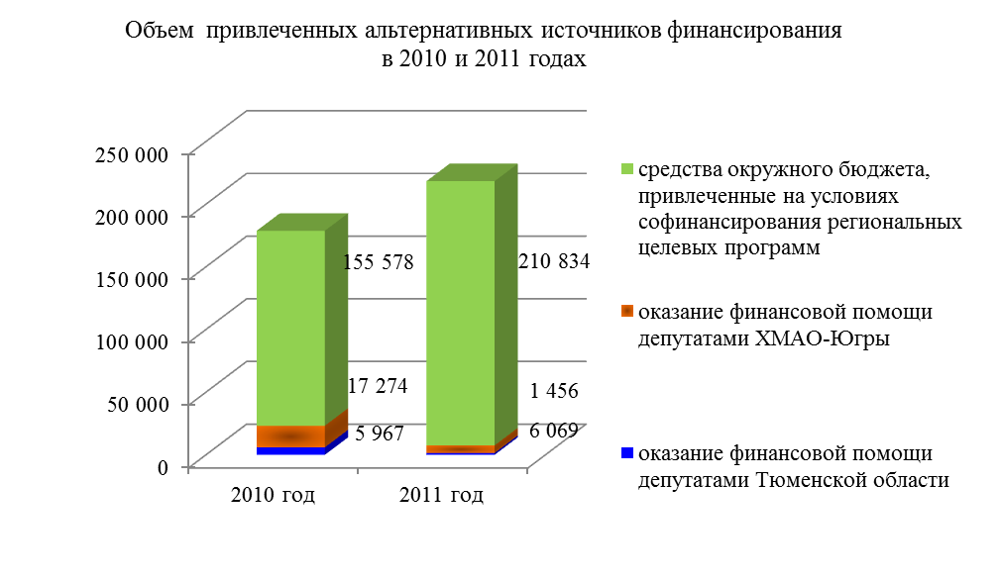 Объем  привлеченных альтернативных источников финансирования
в 2010 и 2011 годах
250 000
200 000
150 000
100 000
50 000
0
155 578
17 274
5 967
210 834
1 456
6 069
2010 год
2011 год
средства окружного бюджета,
привлеченные на условиях
софинансирования региональных
целевых программ
оказание финансовой помощи
депутатами ХМАО-Югры
оказание финансовой помощи
депутатами Тюменской области